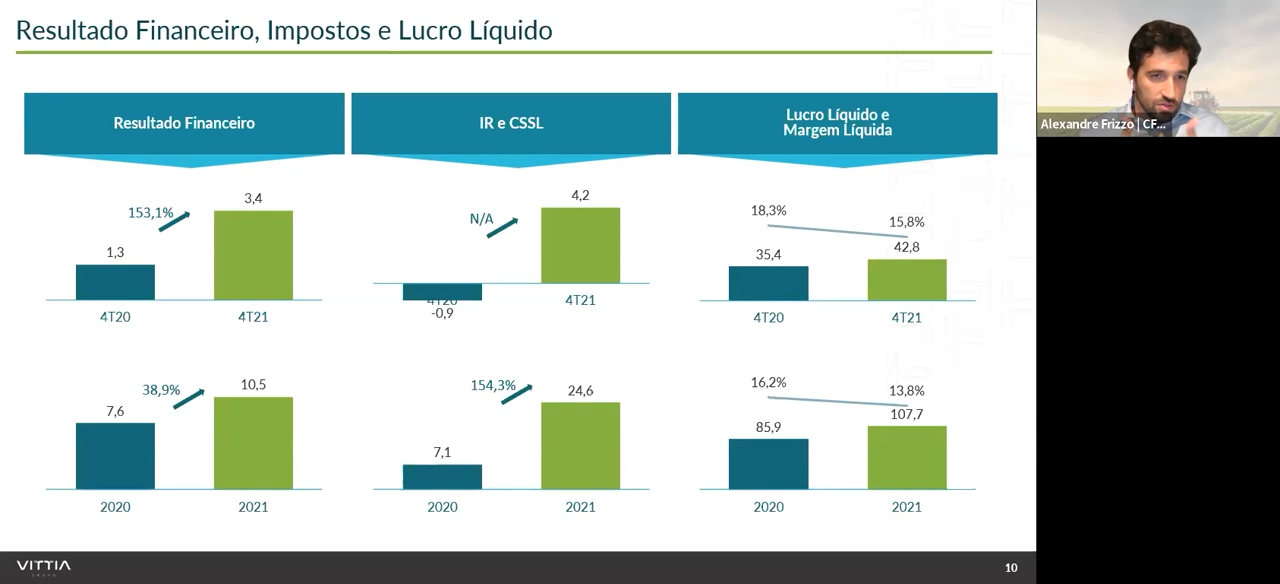 Resultado Financeiro, Impostos e Lucro Líquido
Alexandre Frizzo | CF...
Resultado Financeiro
IR e CSSL
Lucro Líquido e
Margem Líquida
153,1%
1,3
3,4
4T20
4T21
N/A
4,2
4T20
-0,9
4T21
18,3%
15,8%
35,4
42,8
4T20
4T21
38,9%
7,6
10,5
2020
2021
154,3%
7,1
24,6
2020
2021
16,2%
13,8%
85,9
107,7
2020
2021
VITTIA
GRUPO
10